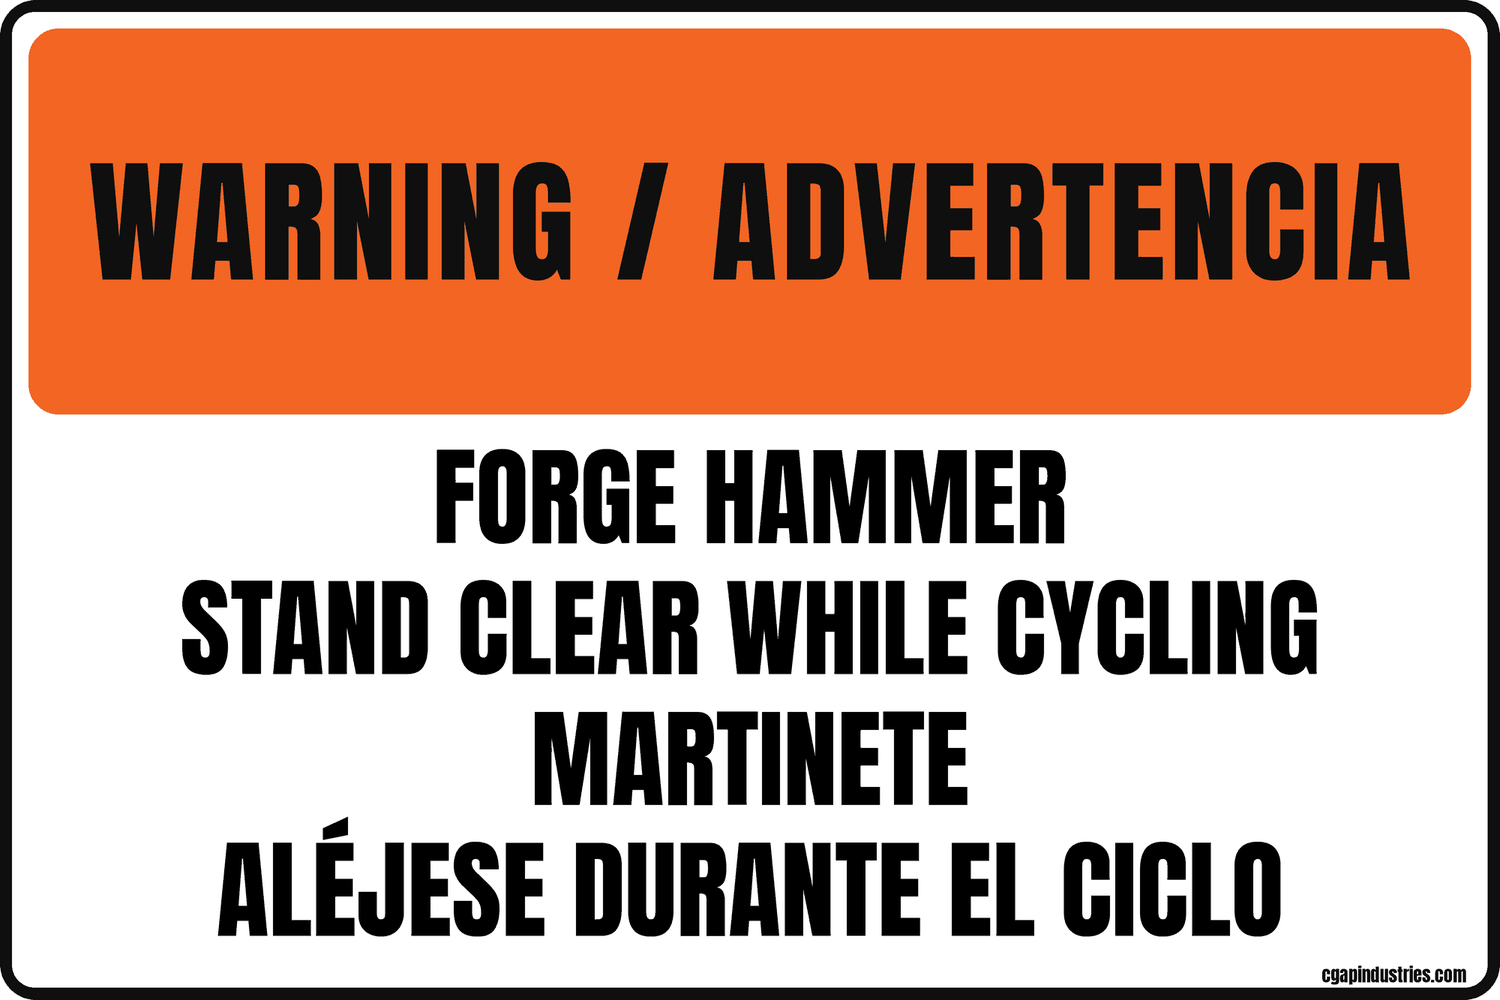 WARNING / ADVERTENCIA
FORGE HAMMER
STAND CLEAR WHILE CYCLING
MARTINETE
ALÉJESE DURANTE EL CICLO
cgapindustries.com